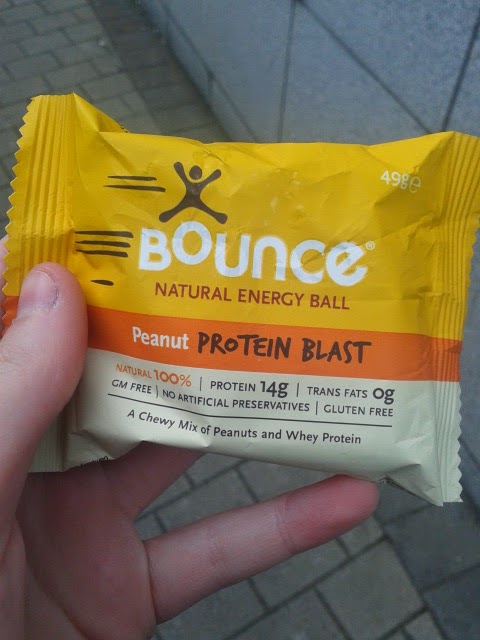 49g℮
BOUNCE®
NATURAL ENERGY BALL
Peanut PROTEIN BLAST
NATURAL 100% | PROTEIN 14g | TRANS FATS 0g
GM FREE | NO ARTIFICIAL PRESERVATIVES | GLUTEN FREE
A Chewy Mix of Peanuts and Whey Protein